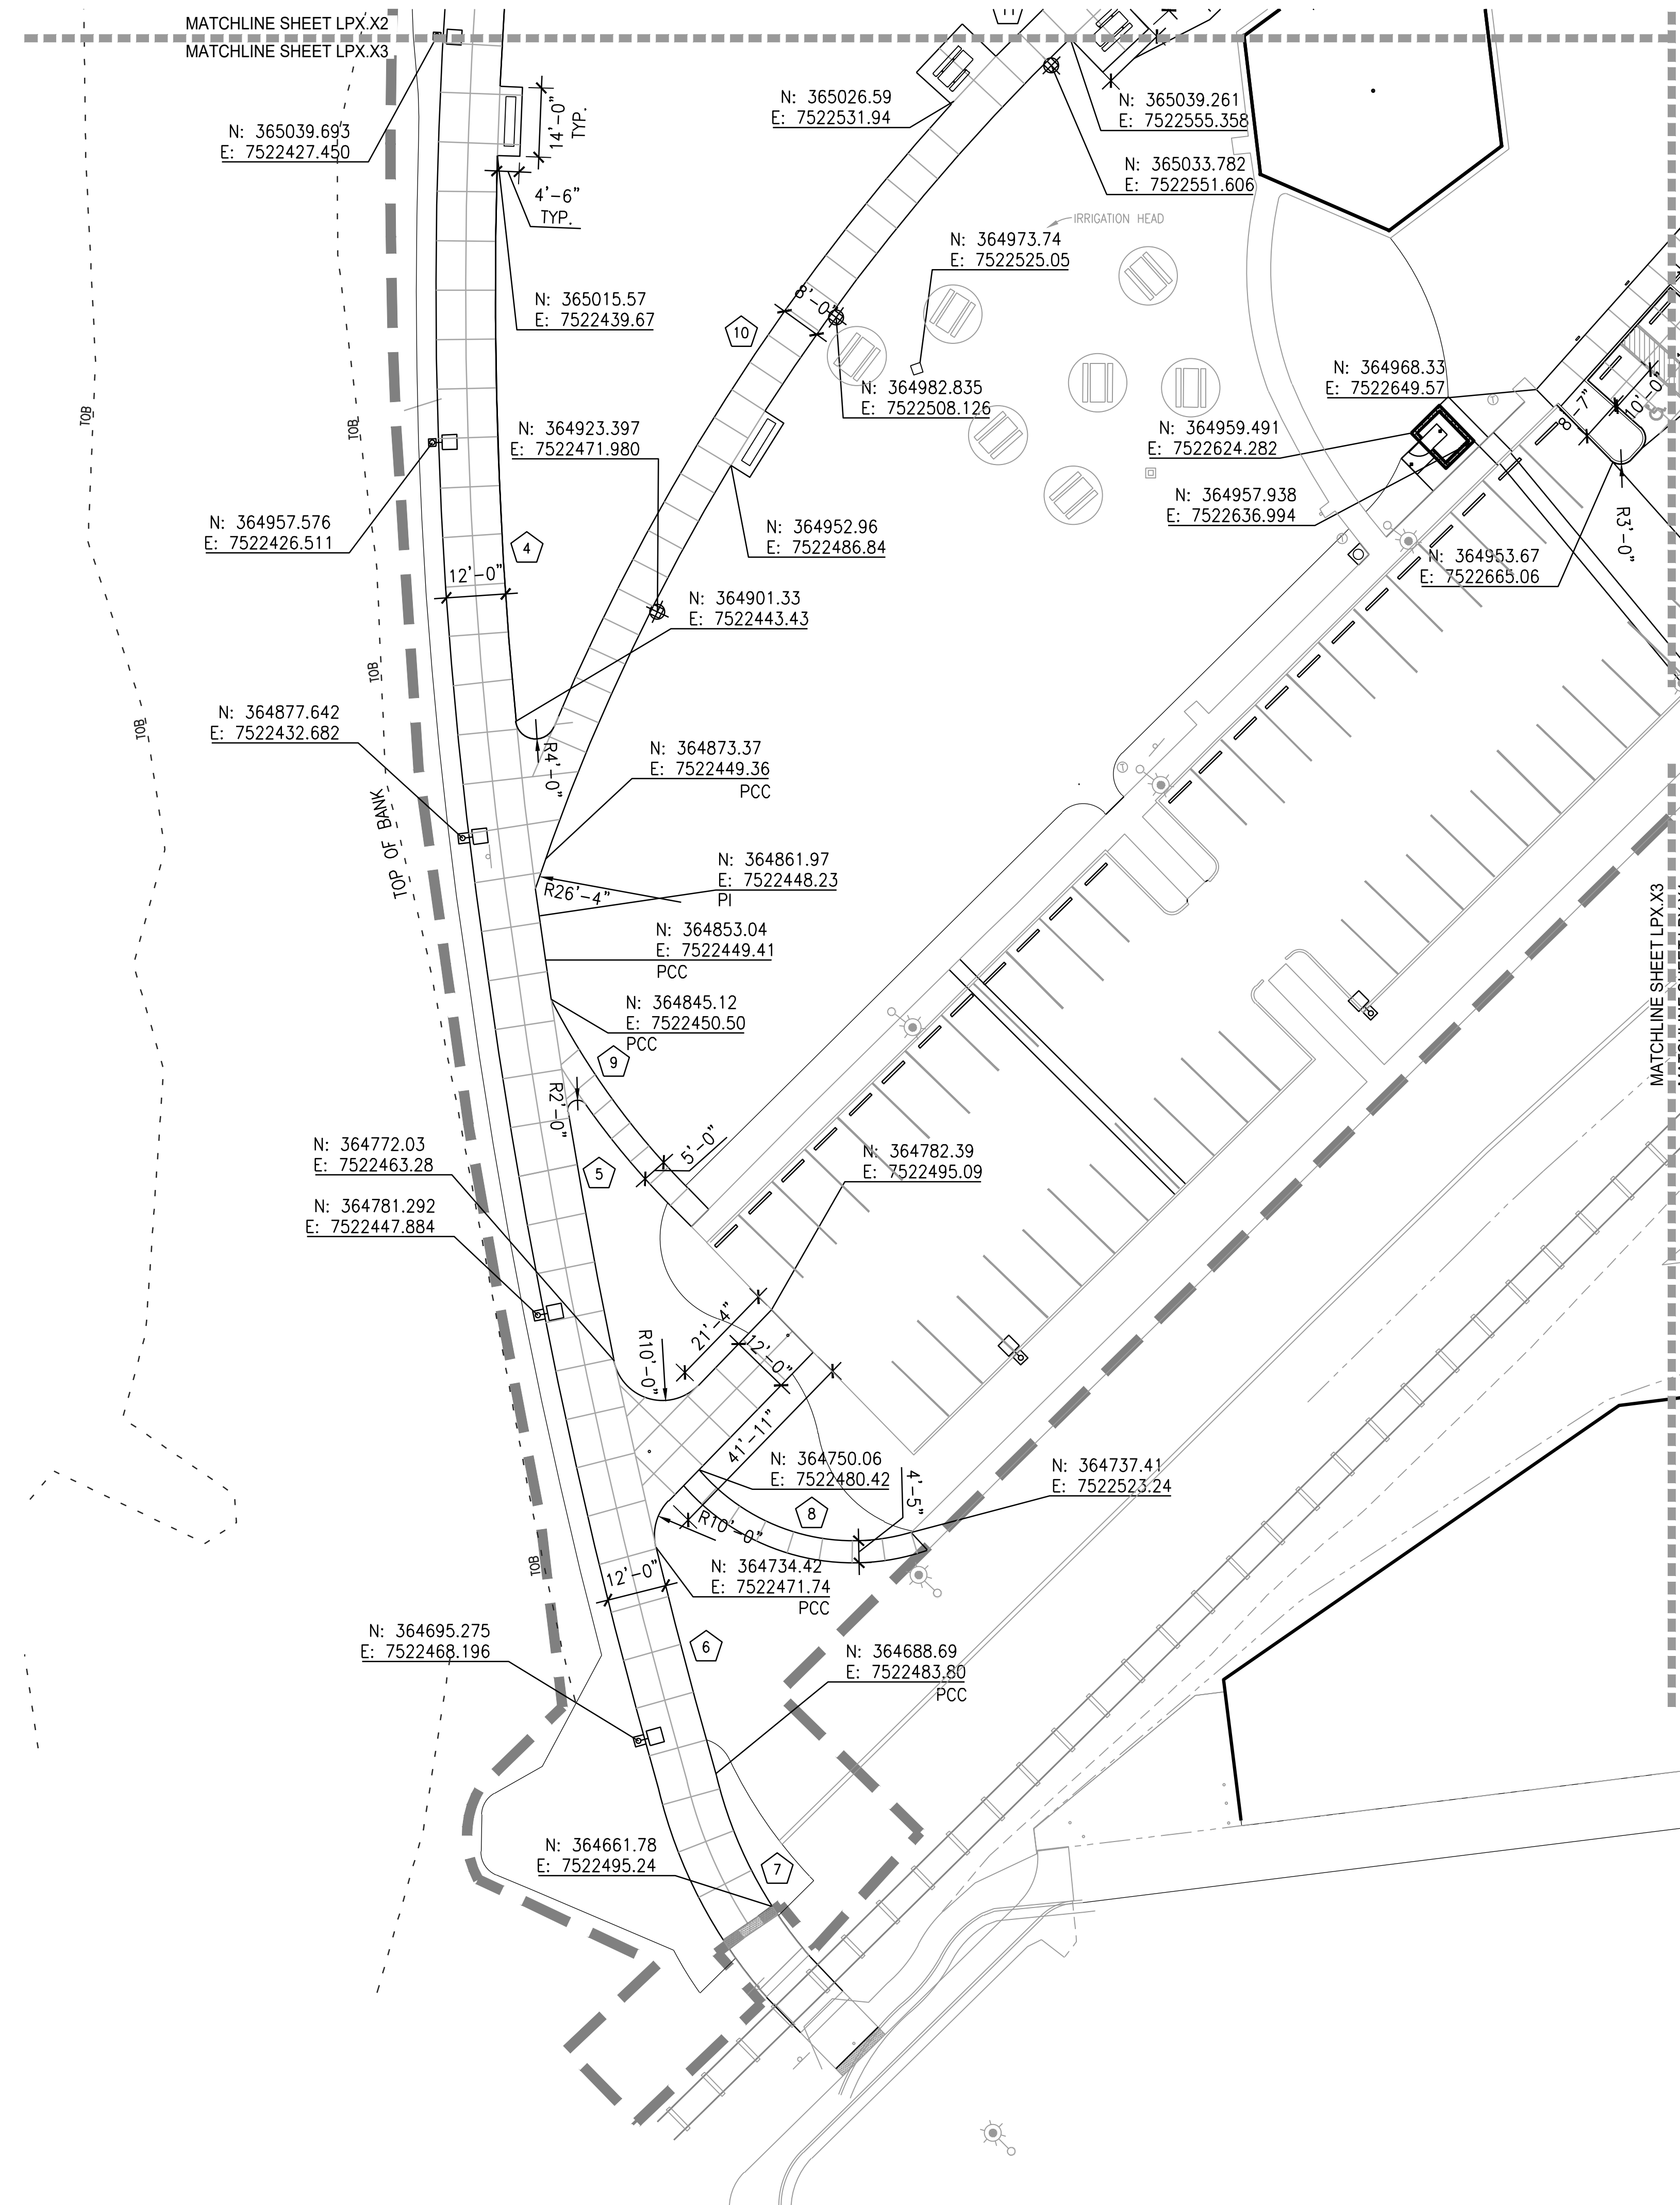 MATCHLINE SHEET LPX.X2
MATCHLINE SHEET LPX.X3
11
N: 365026.59
E: 7522531.94
N: 365039.261
E: 7522555.358
N: 365039.693
E: 7522427.450
14'-0"
TYP.
4'-6"
TYP.
N: 365033.782
E: 7522551.606
IRRIGATION HEAD
N: 364973.74
E: 7522525.05
N: 365015.57
E: 7522439.67
8'-0"
10
N: 364968.33
E: 7522649.57
10'-0"
8'-7"
N: 364982.835
E: 7522508.126
TOB
TOB
N: 364923.397
E: 7522471.980
N: 364959.491
E: 7522624.282
N: 364957.938
E: 7522636.994
R3'-0"
N: 364957.576
E: 7522426.511
N: 364952.96
E: 7522486.84
4
N: 364953.67
E: 7522665.06
12'-0"
N: 364901.33
E: 7522443.43
TOB
TOB
N: 364877.642
E: 7522432.682
R4'-0"
N: 364873.37
E: 7522449.36
PCC
TOP OF BANK
N: 364861.97
E: 7522448.23
PI
R26'-4"
N: 364853.04
E: 7522449.41
PCC
MATCHLINE SHEET LPX.X3
N: 364845.12
E: 7522450.50
PCC
9
R2'-0"
5'-0"
N: 364772.03
E: 7522463.28
5
N: 364782.39
E: 7522495.09
N: 364781.292
E: 7522447.884
21'-4"
12'-0"
R10'-0"
41'-11"
N: 364750.06
E: 7522480.42
4'-5"
N: 364737.41
E: 7522523.24
8
R10'-0"
TOB
12'-0"
N: 364734.42
E: 7522471.74
PCC
N: 364695.275
E: 7522468.196
6
N: 364688.69
E: 7522483.80
PCC
N: 364661.78
E: 7522495.24
7